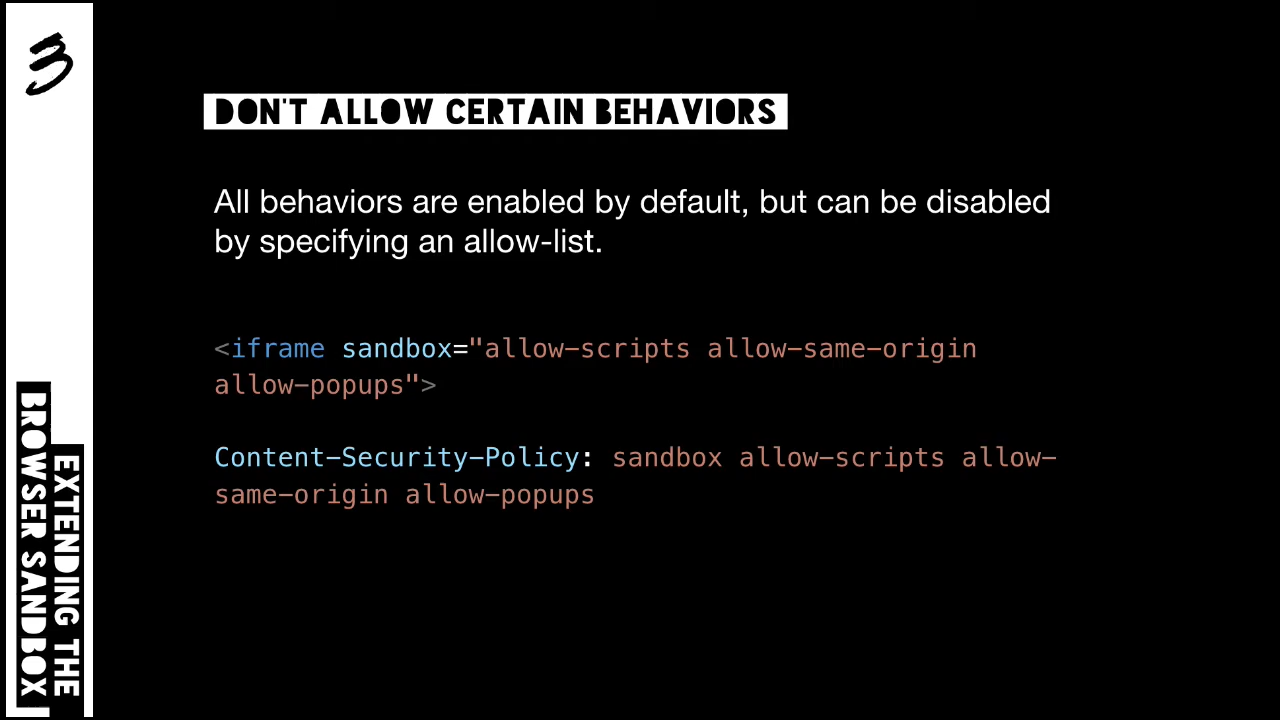 3
EXTENDING THE
BROWSER SANDBOX
DON'T ALLOW CERTAIN BEHAVIORS
All behaviors are enabled by default, but can be disabled
by specifying an allow-list.
<iframe sandbox="allow-scripts allow-same-origin
allow-popups">
Content-Security-Policy: sandbox allow-scripts allow-
same-origin allow-popups